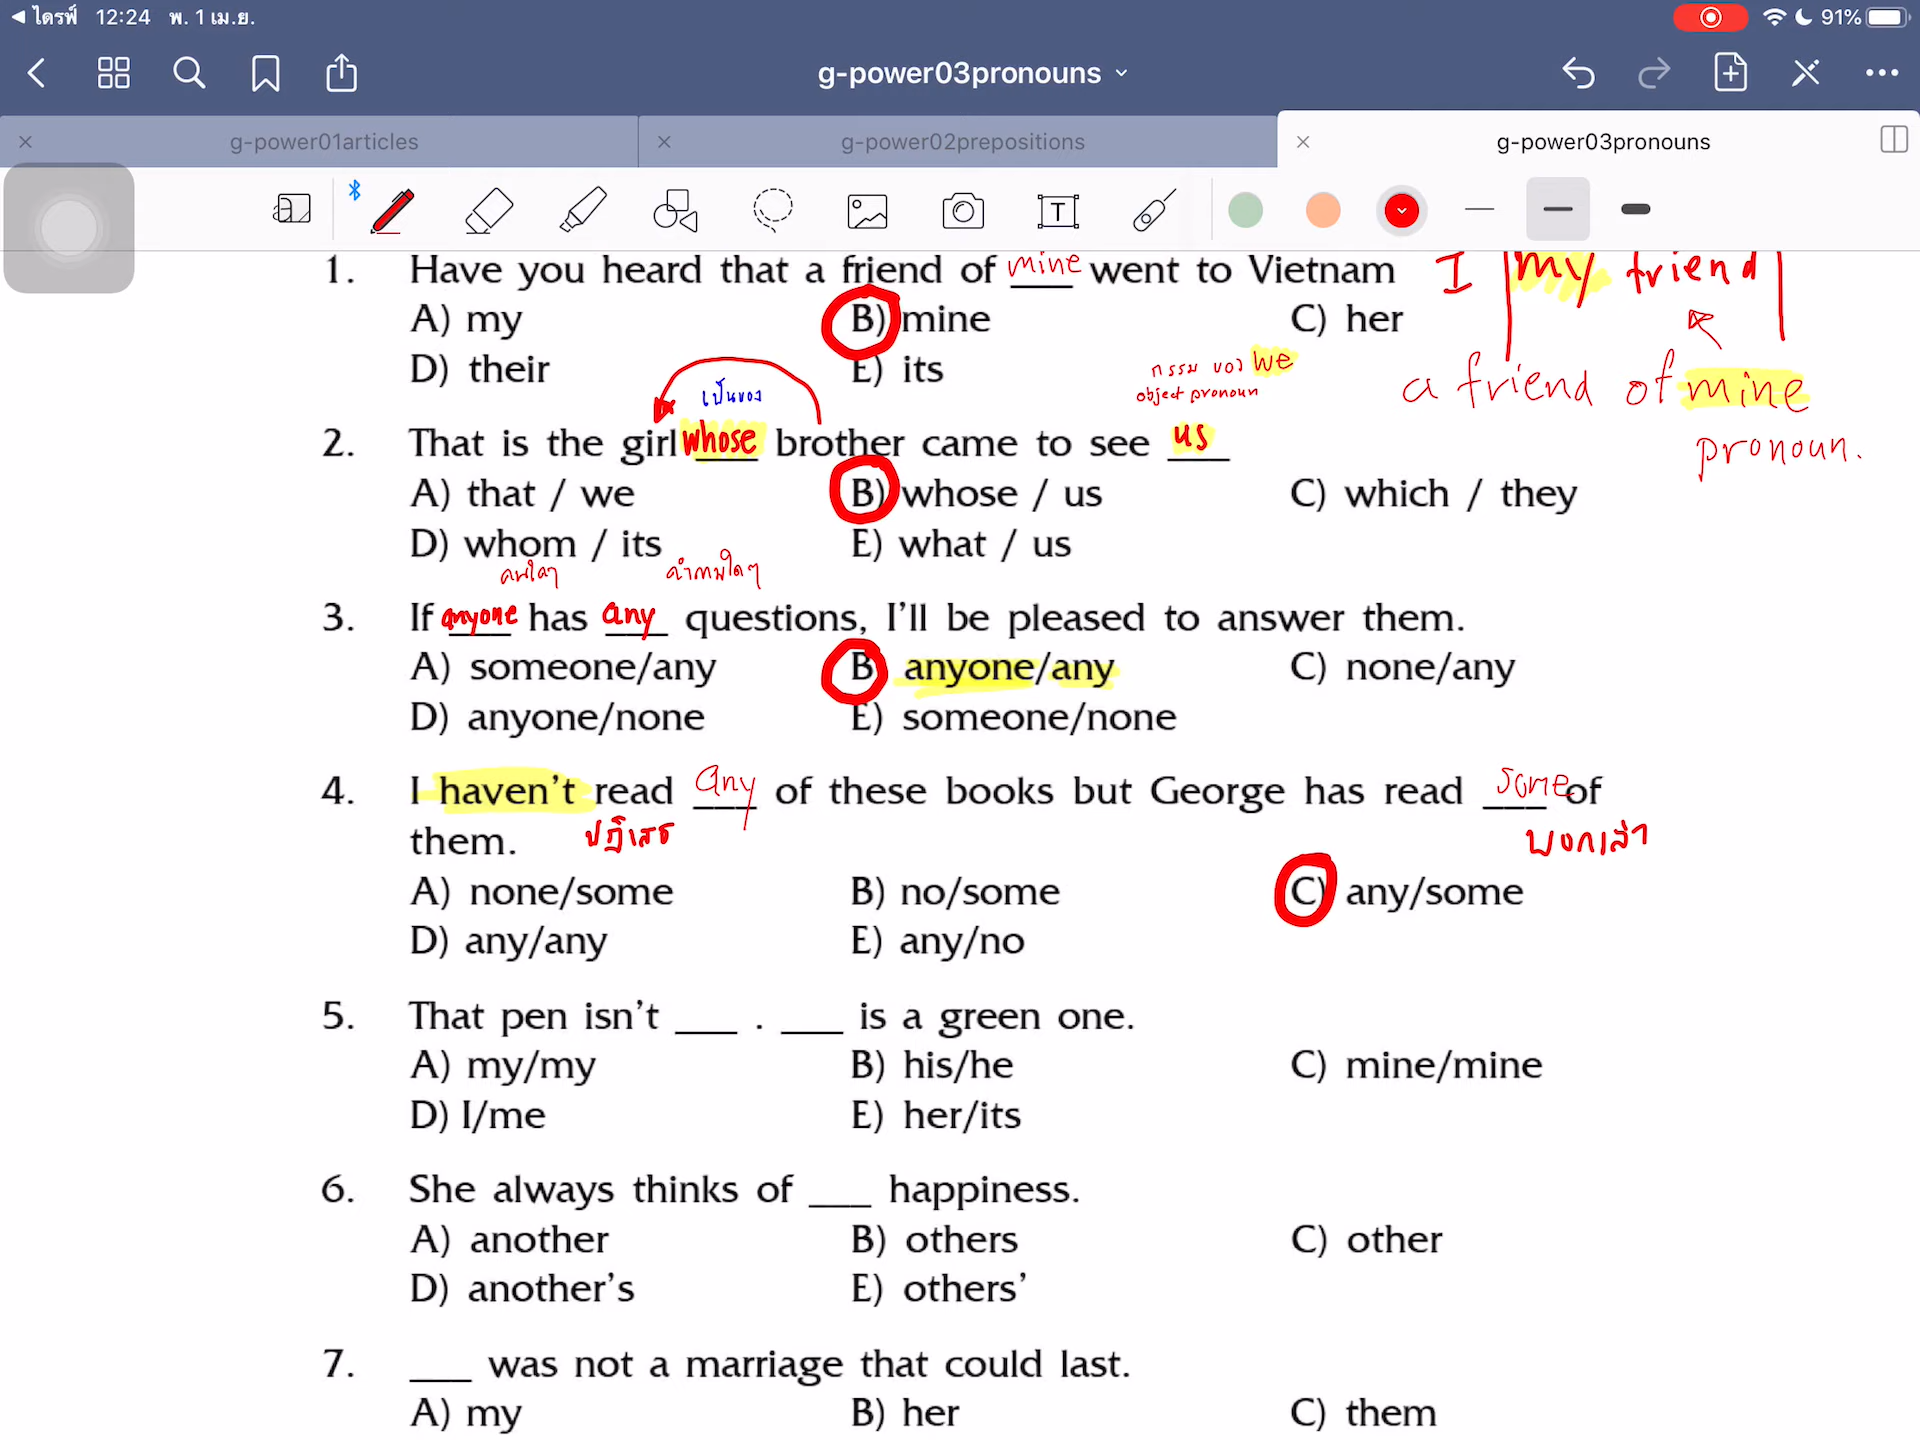 ไดรฟ์ 12:24 พ. 1 เม.ย. 91%
g-power03pronouns
g-power01articles g-power02prepositions g-power03pronouns
1. Have you heard that a friend of mine went to Vietnam
I my friend
A) my B) mine C) her
D) their E) its
กรรม ของ we
object pronoun
a friend of mine
pronoun.
เป็นของ
2. That is the girl whose brother came to see us
A) that / we B) whose / us C) which / they
D) whom / its E) what / us
คนใดๆ คำถามใดๆ
3. If anyone has any questions, I'll be pleased to answer them.
A) someone/any B) anyone/any C) none/any
D) anyone/none E) someone/none
4. I haven't read any of these books but George has read some of
them. ปฏิเสธ บอกเล่า
A) none/some B) no/some C) any/some
D) any/any E) any/no
5. That pen isn't ___ . ___ is a green one.
A) my/my B) his/he C) mine/mine
D) I/me E) her/its
6. She always thinks of ___ happiness.
A) another B) others C) other
D) another's E) others'
7. ___ was not a marriage that could last.
A) my B) her C) them